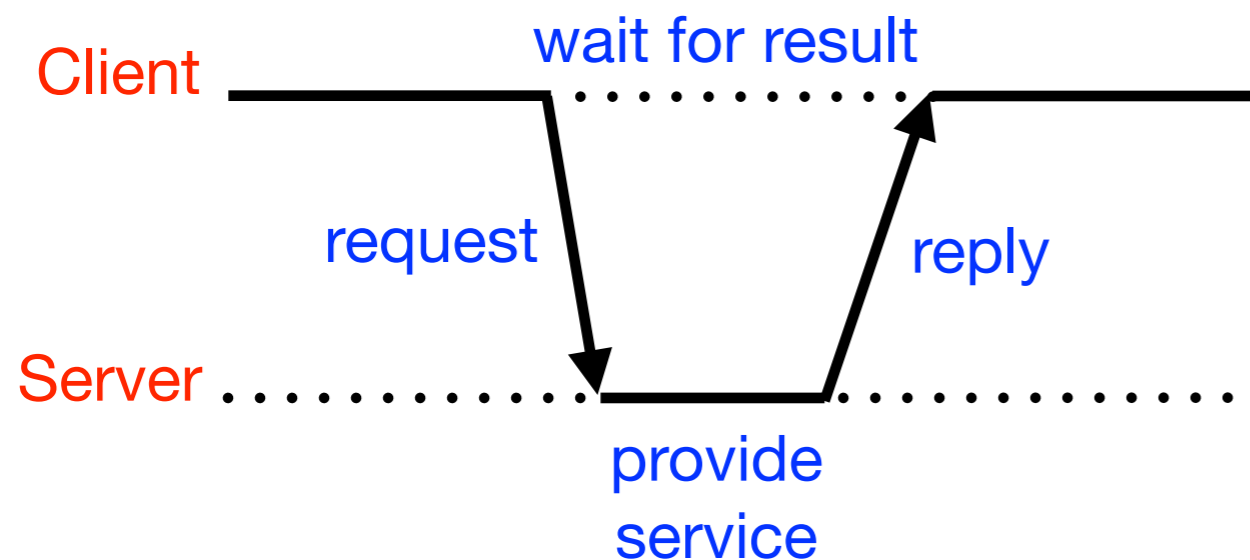 wait for result
Client
request
reply
Server
provide
service